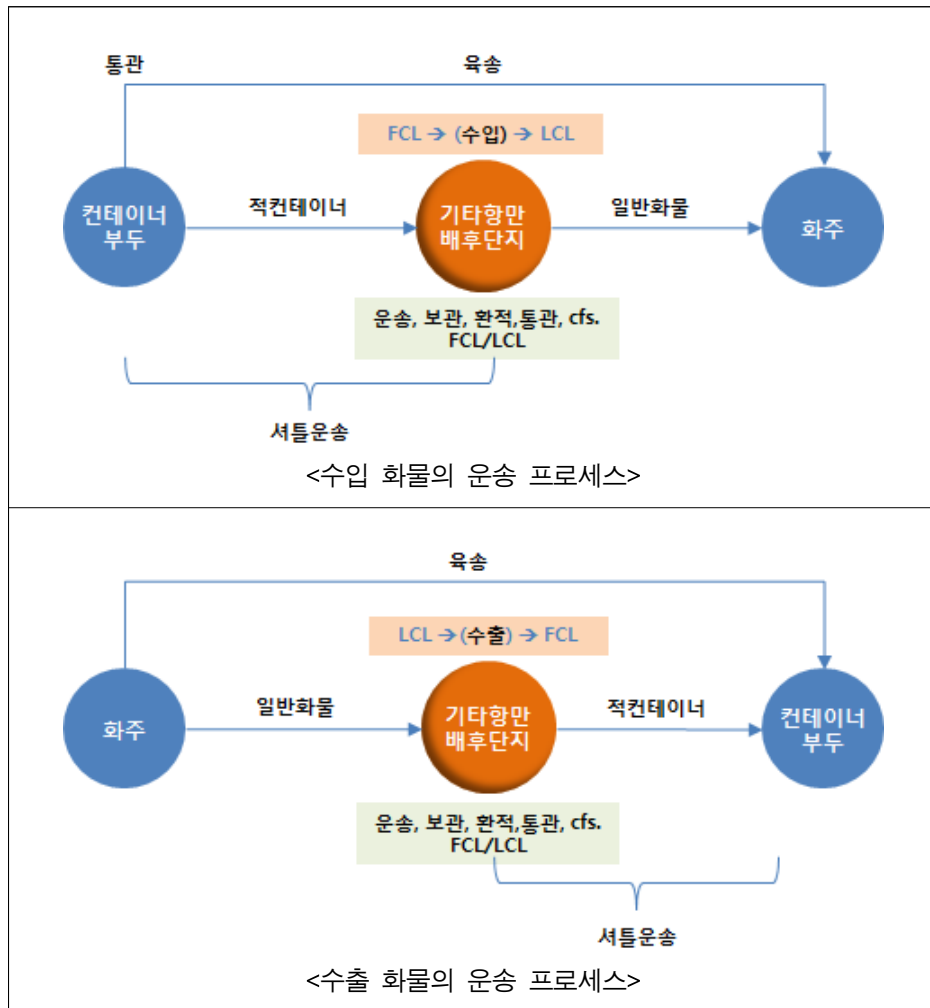 통관
육송
FCL → (수입) → LCL
컨테이너
부두
적컨테이너
기타항만
배후단지
일반화물
화주
운송, 보관, 환적,통관, cfs.
FCL/LCL
셔틀운송
<수입 화물의 운송 프로세스>
육송
LCL →(수출) → FCL
화주
일반화물
기타항만
배후단지
적컨테이너
컨테이너
부두
운송, 보관, 환적,통관, cfs.
FCL/LCL
셔틀운송
<수출 화물의 운송 프로세스>